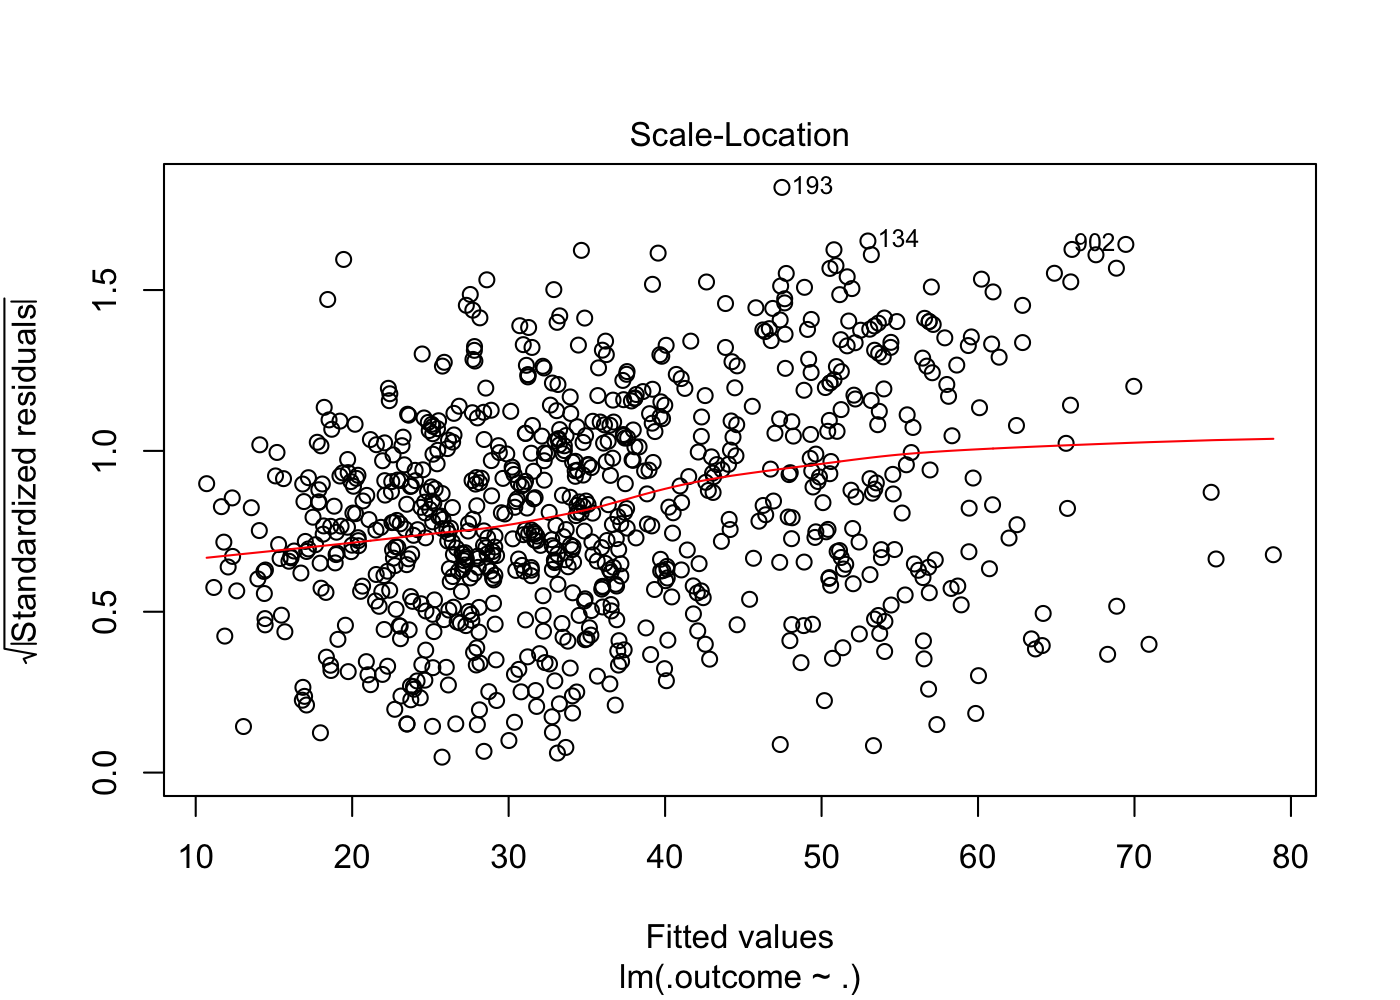 Scale-Location
193
134
902
√|Standardized residuals|
1.5
1.0
0.5
0.0
10 20 30 40 50 60 70 80
Fitted values
lm(.outcome ~ .)